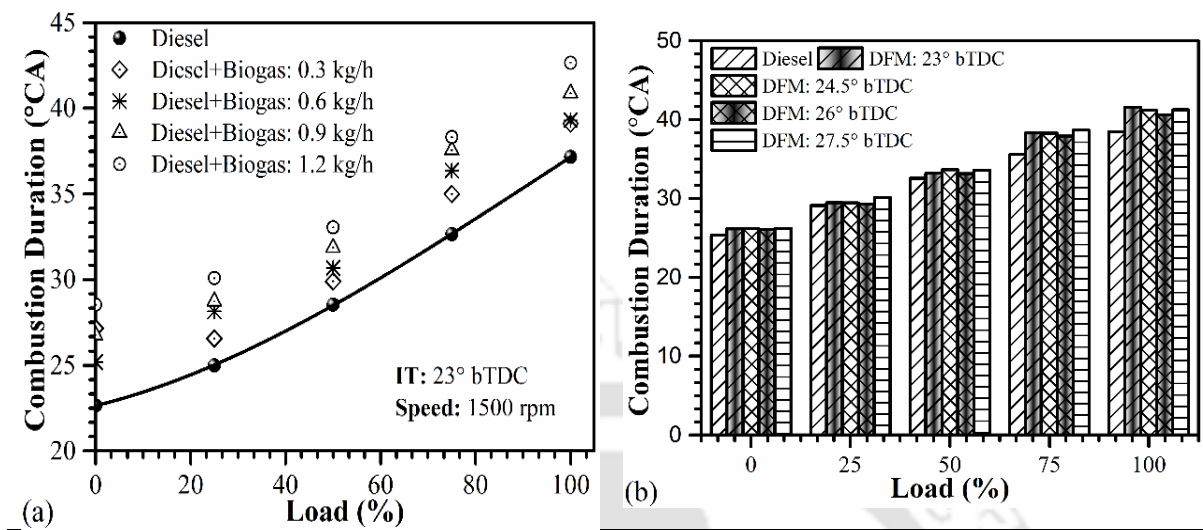 Combustion Duration (°CA)
45
40
35
30
25
20
Diesel
Diesel+Biogas: 0.3 kg/h
Diesel+Biogas: 0.6 kg/h
Diesel+Biogas: 0.9 kg/h
Diesel+Biogas: 1.2 kg/h
IT: 23° bTDC
Speed: 1500 rpm
0 20 40 60 80 100
Load (%)
(a)
Combustion Duration (°CA)
50
40
30
20
10
0
Diesel DFM: 23° bTDC
DFM: 24.5° bTDC
DFM: 26° bTDC
DFM: 27.5° bTDC
0 25 50 75 100
Load (%)
(b)